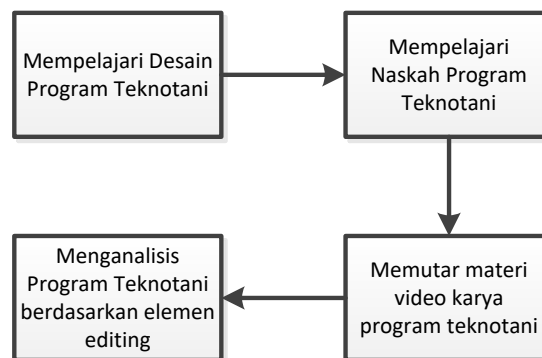 Mempelajari Desain
Program Teknotani
Mempelajari
Naskah Program
Teknotani
Memutar materi
video karya
program teknotani
Menganalisis
Program Teknotani
berdasarkan elemen
editing